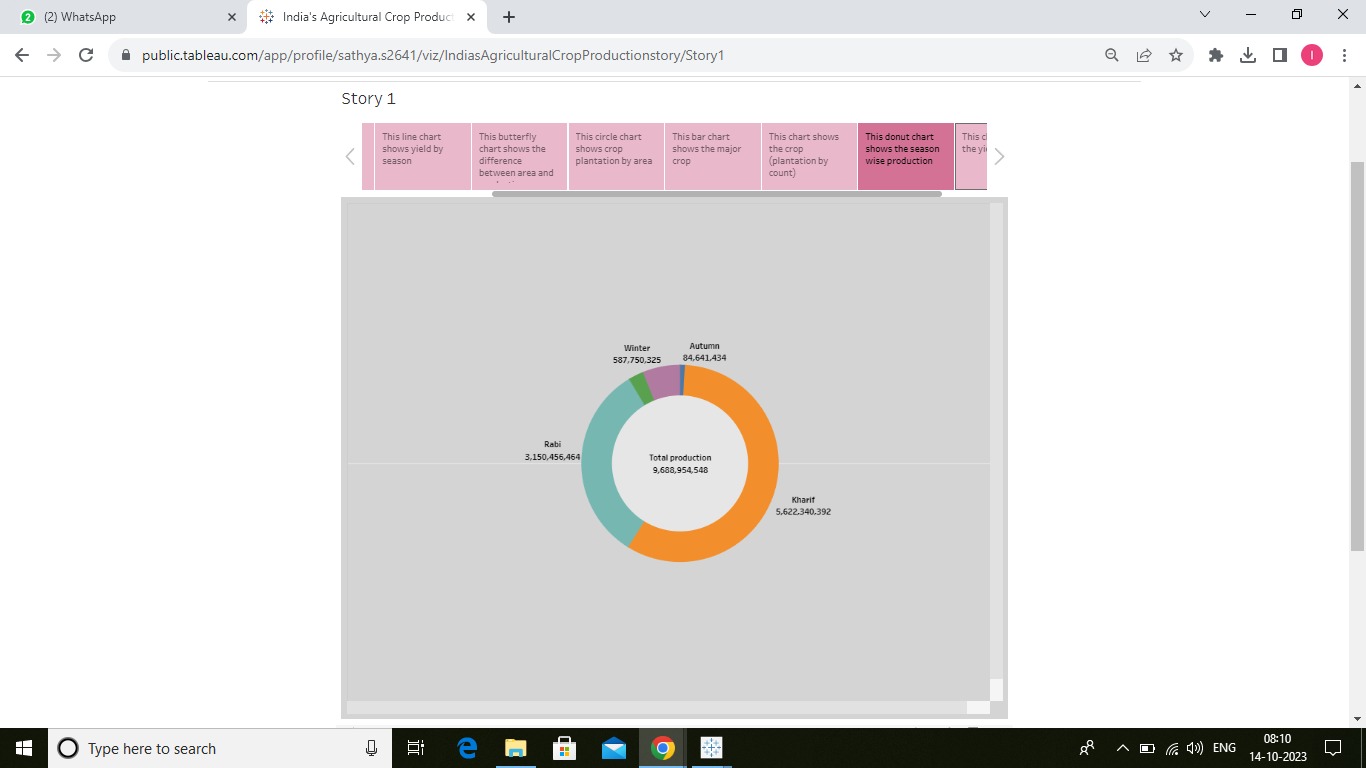 (2) WhatsApp
India's Agricultural Crop Produc
public.tableau.com/app/profile/sathya.s2641/viz/IndiasAgriculturalCropProductionstory/Story1
I
Story 1
This line chart
shows yield by
season
This butterfly
chart shows the
difference
between area and
This circle chart
shows crop
plantation by area
This bar chart
shows the major
crop
This chart shows
the crop
(plantation by
count)
This donut chart
shows the season
wise production
This c
the yi
Winter
587,750,325
Autumn
84,641,434
Rabi
3,150,456,464
Total production
9,688,954,548
Kharif
5,622,340,392
Type here to search
ENG
08:10
14-10-2023